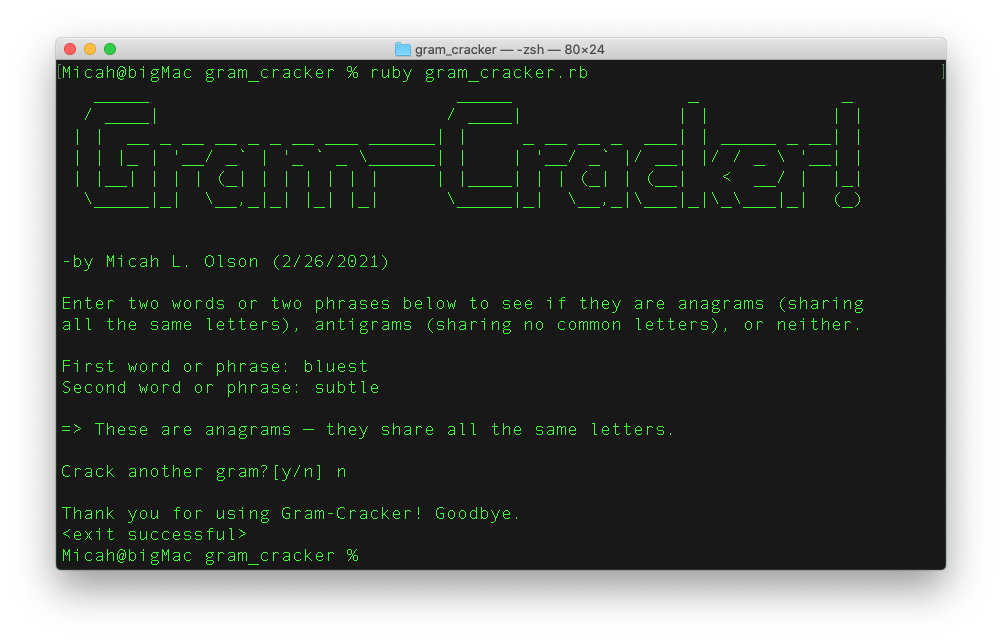 gram_cracker — -zsh — 80×24
[Micah@bigMac gram_cracker % ruby gram_cracker.rb ]
Gram-Cracker!
-by Micah L. Olson (2/26/2021)
Enter two words or two phrases below to see if they are anagrams (sharing
all the same letters), antigrams (sharing no common letters), or neither.
First word or phrase: bluest
Second word or phrase: subtle
=> These are anagrams — they share all the same letters.
Crack another gram?[y/n] n
Thank you for using Gram-Cracker! Goodbye.
<exit successful>
Micah@bigMac gram_cracker %